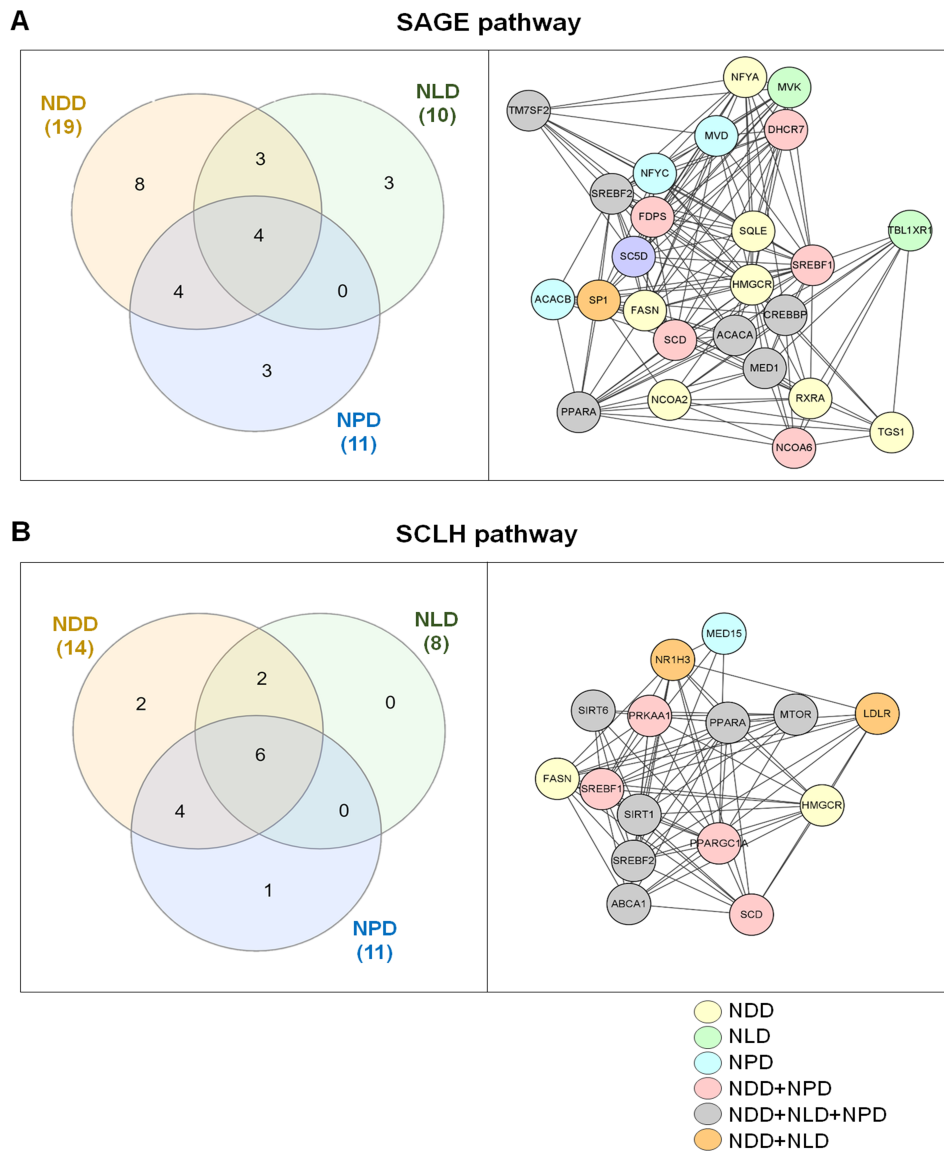 A
SAGE pathway
NDD
(19)
NLD
(10)
8
3
3
4
4
0
3
NPD
(11)
NFYA
MVK
TM7SF2
DHCR7
MVD
NFYC
SREBF2
FDPS
SQLE
TBL1XR1
SC5D
SREBF1
HMGCR
ACACB
SP1
FASN
CREBBP
SCD
ACACA
MED1
PPARA
NCOA2
RXRA
TGS1
NCOA6
B
SCLH pathway
NDD
(14)
NLD
(8)
2
2
0
6
4
0
1
NPD
(11)
MED15
NR1H3
SIRT6
PRKAA1
PPARA
MTOR
LDLR
FASN
SREBF1
HMGCR
SIRT1
PPARGC1A
SREBF2
ABCA1
SCD
NDD
NLD
NPD
NDD+NPD
NDD+NLD+NPD
NDD+NLD